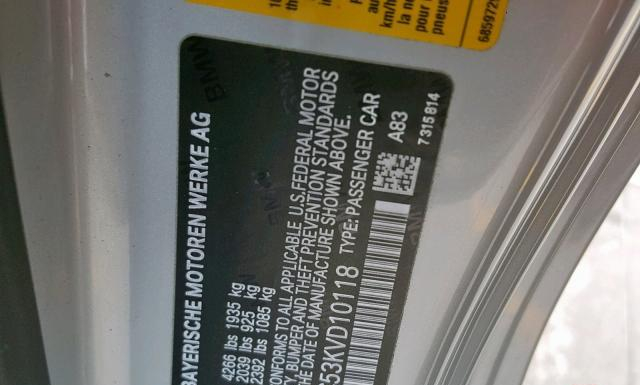 BAYERISCHE MOTOREN WERKE AG
4266 lbs 1935 kg
2039 lbs 925 kg
2392 lbs 1085 kg
CONFORMS TO ALL APPLICABLE U.S. FEDERAL MOTOR
BUMPER AND THEFT PREVENTION STANDARDS
DATE OF MANUFACTURE SHOWN ABOVE.
53KVD10118 TYPE: PASSENGER CAR
A83
7 315 814